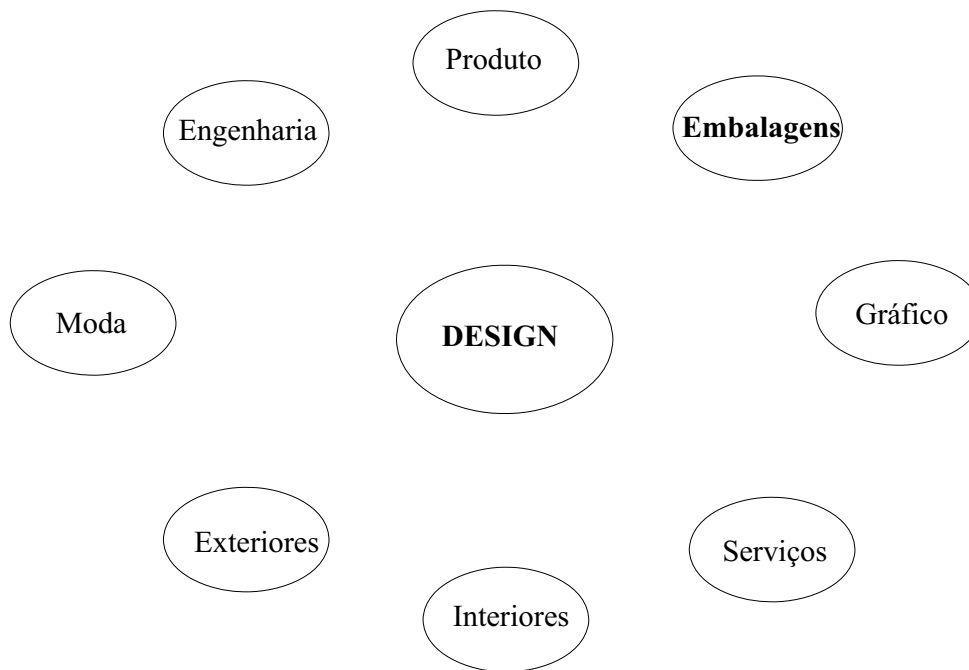 Produto
Engenharia
Embalagens
Moda
DESIGN
Gráfico
Exteriores
Serviços
Interiores